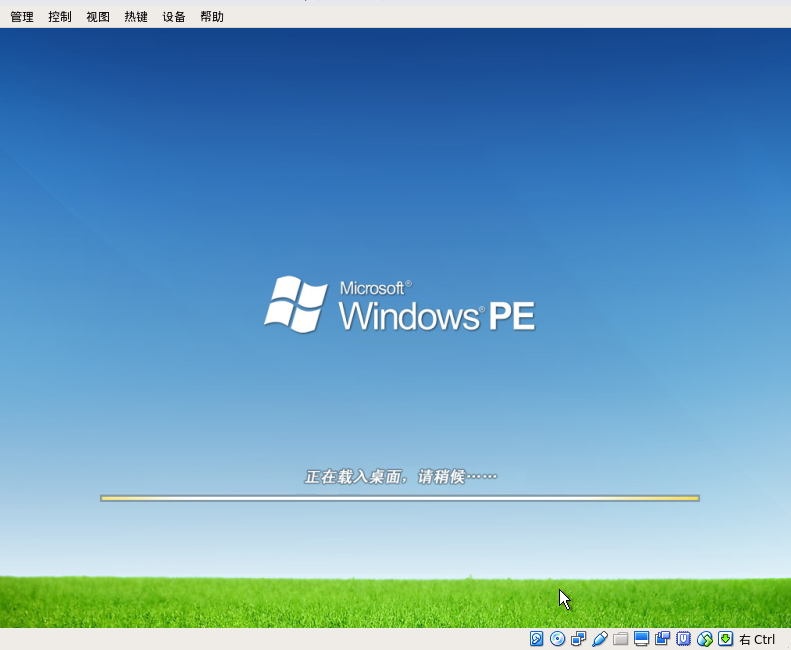 管理 控制 视图 热键 设备 帮助
Microsoft®
Windows® PE
正在载入桌面，请稍候……
右 Ctrl